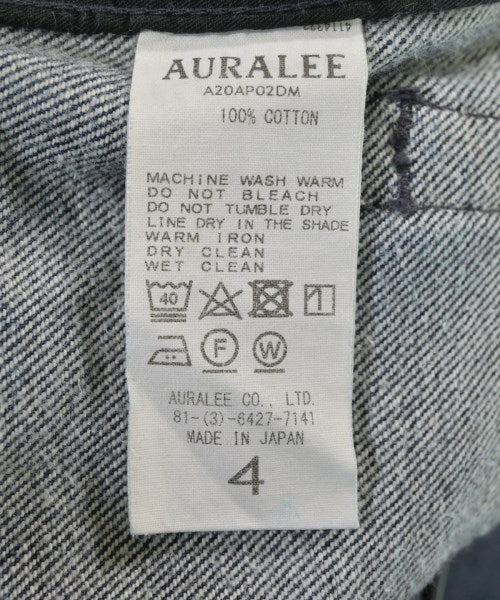 AURALEE
A20AP02DM
100% COTTON
MACHINE WASH WARM
DO NOT BLEACH
DO NOT TUMBLE DRY
LINE DRY IN THE SHADE
WARM IRON
DRY CLEAN
WET CLEAN
40
F W
AURALEE CO., LTD.
81-(3)-6427-7141
MADE IN JAPAN
4